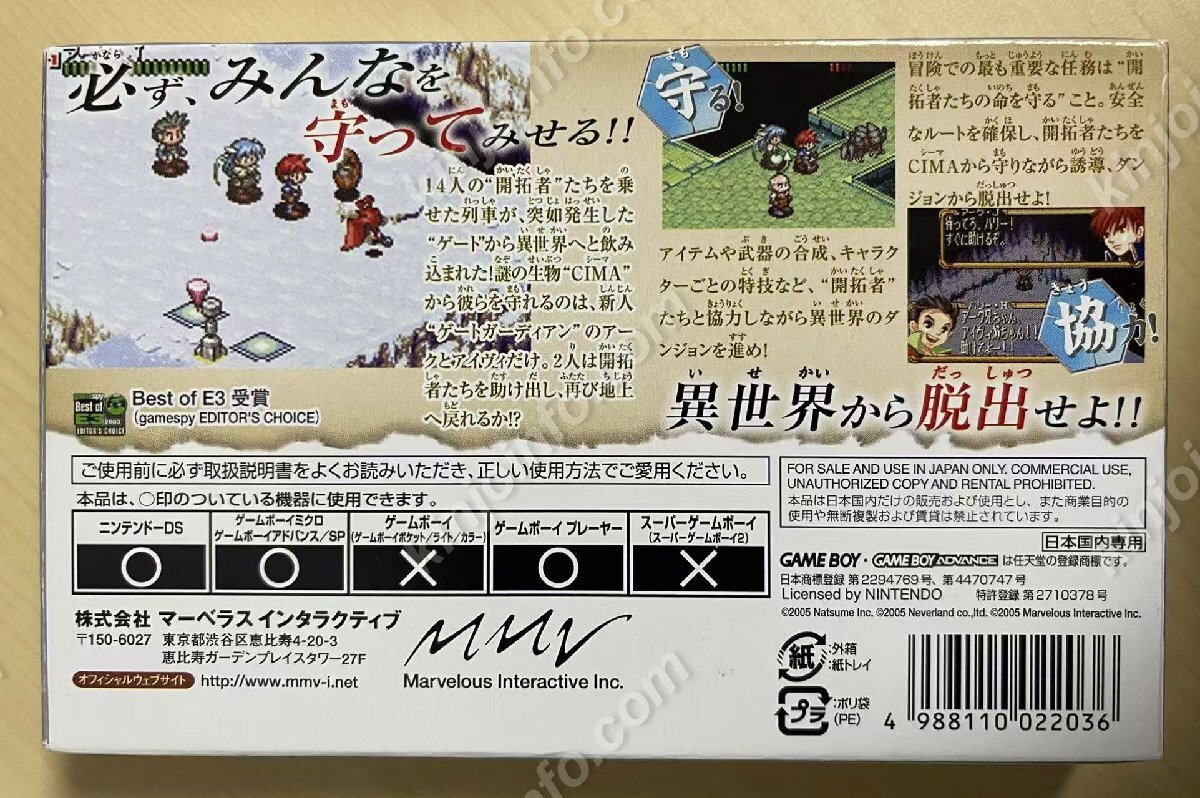 必ず、みんなを
守ってみせる!!
14人の“開拓者”たちを乗
せた列車が、突如発生した
“ゲート”から異世界へと飲み
込まれた!謎の生物“CIMA”
から彼らを守れるのは、新人
“ゲートガーディアン”のアー
クとアイヴィだけ。2人は開拓
者たちを助け出し、再び地上
へ戻れるか!?
Best of E3 受賞
(gamespy EDITOR'S CHOICE)
Best of
E3 2003
EDITOR'S CHOICE
守る!
冒険での最も重要な任務は“開
拓者たちの命を守る”こと。安全
なルートを確保し、開拓者たちを
CIMAから守りながら誘導、ダン
ジョンから脱出せよ!
アイテムや武器の合成、キャラク
ターごとの特技など、“開拓者”
たちと協力しながら異世界のダ
ンジョンを進め!
待ってろ、バリー!
すぐに助けるぞ。
協力!
異世界から脱出せよ!!
ご使用前に必ず取扱説明書をよくお読みいただき、正しい使用方法でご愛用ください。
本品は、○印のついている機器に使用できます。
ニンテンドーDS
○
ゲームボーイミクロ
ゲームボーイアドバンス/SP
○
ゲームボーイ
(ゲームボーイポケット/ライト/カラー)
×
ゲームボーイ プレーヤー
○
スーパーゲームボーイ
(スーパーゲームボーイ2)
×
FOR SALE AND USE IN JAPAN ONLY. COMMERCIAL USE,
UNAUTHORIZED COPY AND RENTAL PROHIBITED.
本品は日本国内だけの販売および使用とし、また商業目的の
使用や無断複製および賃貸は禁止されています。
日本国内専用
GAME BOY・GAME BOY ADVANCE は任天堂の登録商標です。
日本商標登録 第2294769号、第4470747号
Licensed by NINTENDO 特許登録 第2710378号
©2005 Natsume Inc. ©2005 Neverland co.,ltd. ©2005 Marvelous Interactive Inc.
株式会社 マーベラス インタラクティブ
〒150-6027 東京都渋谷区恵比寿4-20-3
恵比寿ガーデンプレイスタワー27F
オフィシャルウェブサイト http://www.mmv-i.net
MMV
Marvelous Interactive Inc.
紙
:外箱
:紙トレイ
プラ
:ポリ袋
(PE)
4 988110 022036
knjoinfo.com